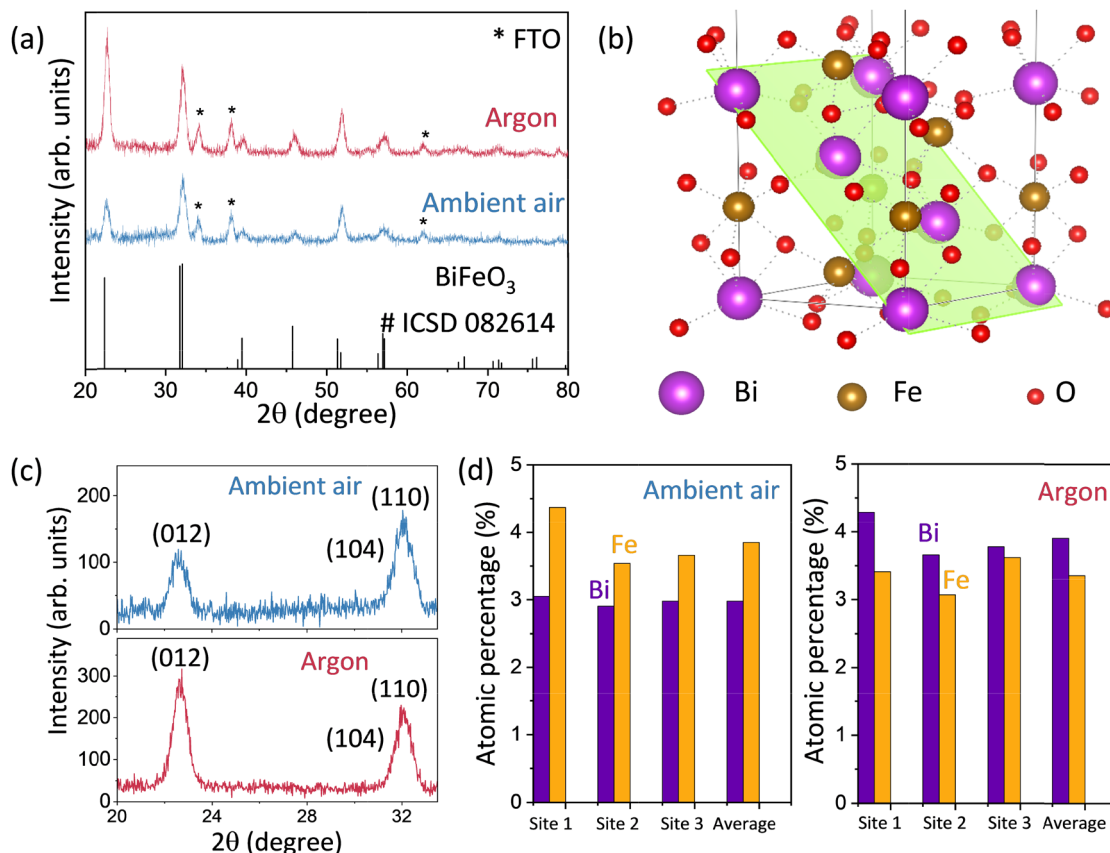 (a)
* FTO
Argon
*
*
*
Ambient air
*
*
*
BiFeO3
# ICSD 082614
Intensity (arb. units)
20 30 40 50 60 70 80
2θ (degree)
(b)
Bi Fe O
(c)
Ambient air
(110)
(012)
(104)
200
100
0
Argon
(012)
(110)
(104)
300
200
100
0
Intensity (arb. units)
20 24 28 32
2θ (degree)
(d)
Ambient air
Fe
Bi
5
4
3
2
1
0
Atomic percentage (%)
Site 1 Site 2 Site 3 Average
Argon
Bi
Fe
5
4
3
2
1
0
Atomic percentage (%)
Site 1 Site 2 Site 3 Average